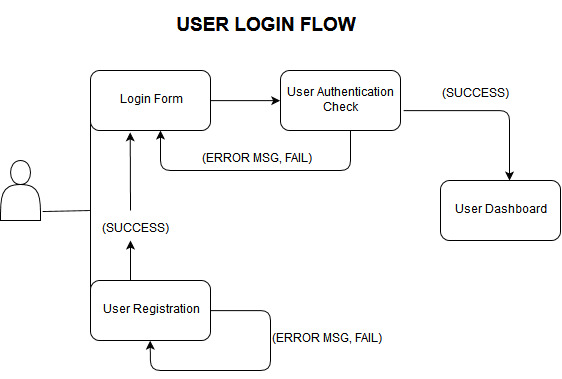 USER LOGIN FLOW
Login Form
User Authentication
Check
(SUCCESS)
(ERROR MSG, FAIL)
User Dashboard
(SUCCESS)
User Registration
(ERROR MSG, FAIL)